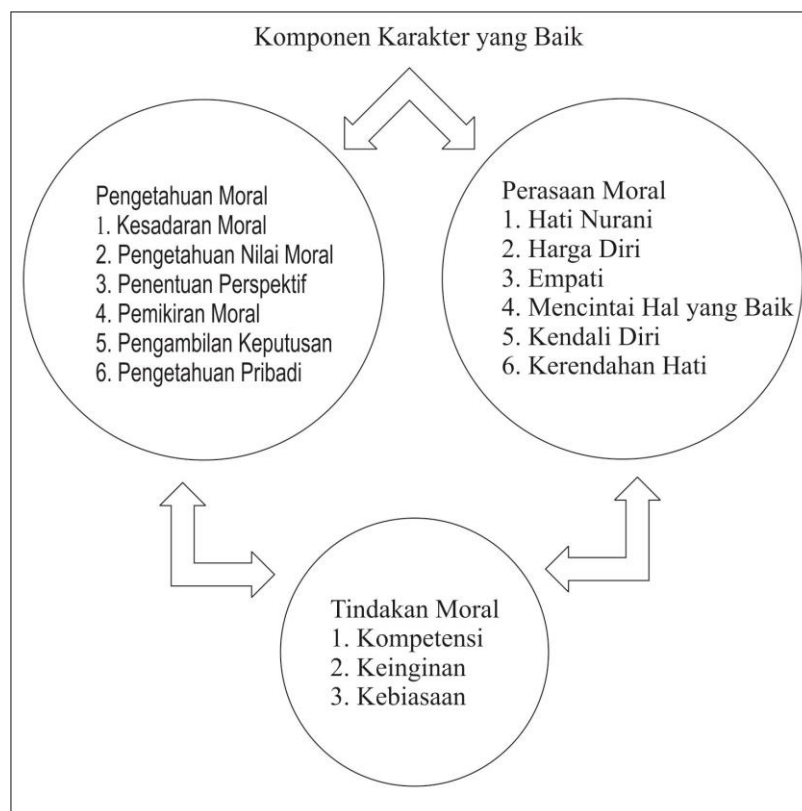 Komponen Karakter yang Baik
Pengetahuan Moral
1. Kesadaran Moral
2. Pengetahuan Nilai Moral
3. Penentuan Perspektif
4. Pemikiran Moral
5. Pengambilan Keputusan
6. Pengetahuan Pribadi
Perasaan Moral
1. Hati Nurani
2. Harga Diri
3. Empati
4. Mencintai Hal yang Baik
5. Kendali Diri
6. Kerendahan Hati
Tindakan Moral
1. Kompetensi
2. Keinginan
3. Kebiasaan